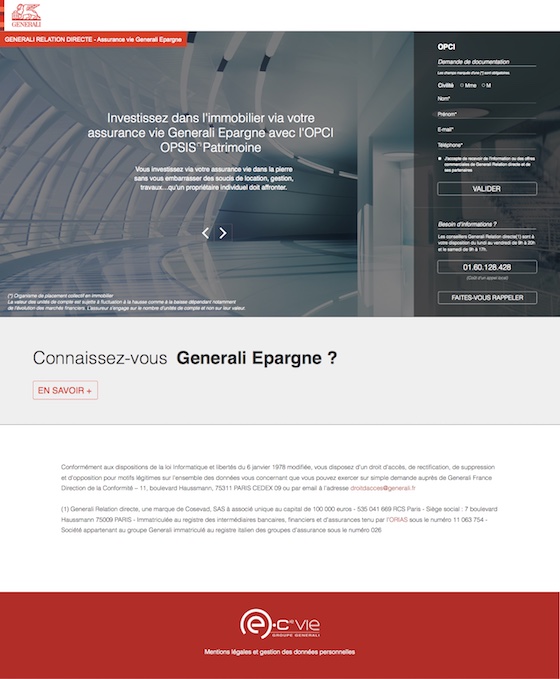 GENERALI
GENERALI RELATION DIRECTE - Assurance vie Generali Epargne
Investissez dans l'immobilier via votre
assurance vie Generali Epargne avec l'OPCI
OPSIS(*)Patrimoine
Vous investissez via votre assurance vie dans la pierre
sans vous embarrasser des soucis de location, gestion,
travaux...qu'un propriétaire individuel doit affronter.
(*) Organisme de placement collectif en immobilier
La valeur des unités de compte est sujette à fluctuation à la hausse comme à la baisse dépendant notamment
de l'évolution des marchés financiers. L'assureur s'engage sur le nombre d'unités de compte et non sur leur valeur.
OPCI
Demande de documentation
Les champs marqués d'une (*) sont obligatoires.
Civilité Mme M
Nom*
Prénom*
E-mail*
Téléphone*
J'accepte de recevoir de l'information ou des offres
commerciales de Generali Relation directe et de
ses partenaires
VALIDER
Besoin d'informations ?
Les conseillers Generali Relation directe(1) sont à
votre disposition du lundi au vendredi de 9h à 20h
et le samedi de 9h à 17h.
01.60.128.428
(Coût d'un appel local)
FAITES-VOUS RAPPELER
Connaissez-vous Generali Epargne ?
EN SAVOIR +
Conformément aux dispositions de la loi Informatique et libertés du 6 janvier 1978 modifiée, vous disposez d'un droit d'accès, de rectification, de suppression
et d'opposition pour motifs légitimes sur l'ensemble des données vous concernant que vous pouvez exercer sur simple demande auprès de Generali France
Direction de la Conformité – 11, boulevard Haussmann, 75311 PARIS CEDEX 09 ou par email à l'adresse droitdacces@generali.fr
(1) Generali Relation directe, une marque de Cosevad, SAS à associé unique au capital de 100.000 euros - 535 041 669 RCS Paris - Siège social : 7 boulevard
Haussmann 75009 PARIS - Immatriculée au registre des intermédiaires bancaires, financiers et d'assurances tenu par l'ORIAS sous le numéro 11 063 754 -
Société appartenant au groupe Generali immatriculé au registre italien des groupes d'assurance sous le numéro 026
e·cie vie
GROUPE GENERALI
Mentions légales et gestion des données personnelles